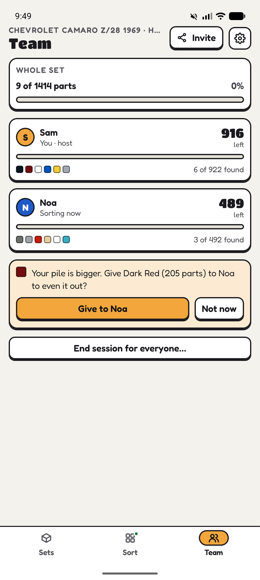 9:49
CHEVROLET CAMARO Z/28 1969 · H...
Team
Invite
WHOLE SET
9 of 1414 parts
0%
S
Sam
You · host
916
left
6 of 922 found
N
Noa
Sorting now
489
left
3 of 492 found
Your pile is bigger. Give Dark Red (205 parts) to Noa
to even it out?
Give to Noa
Not now
End session for everyone...
Sets
Sort
Team